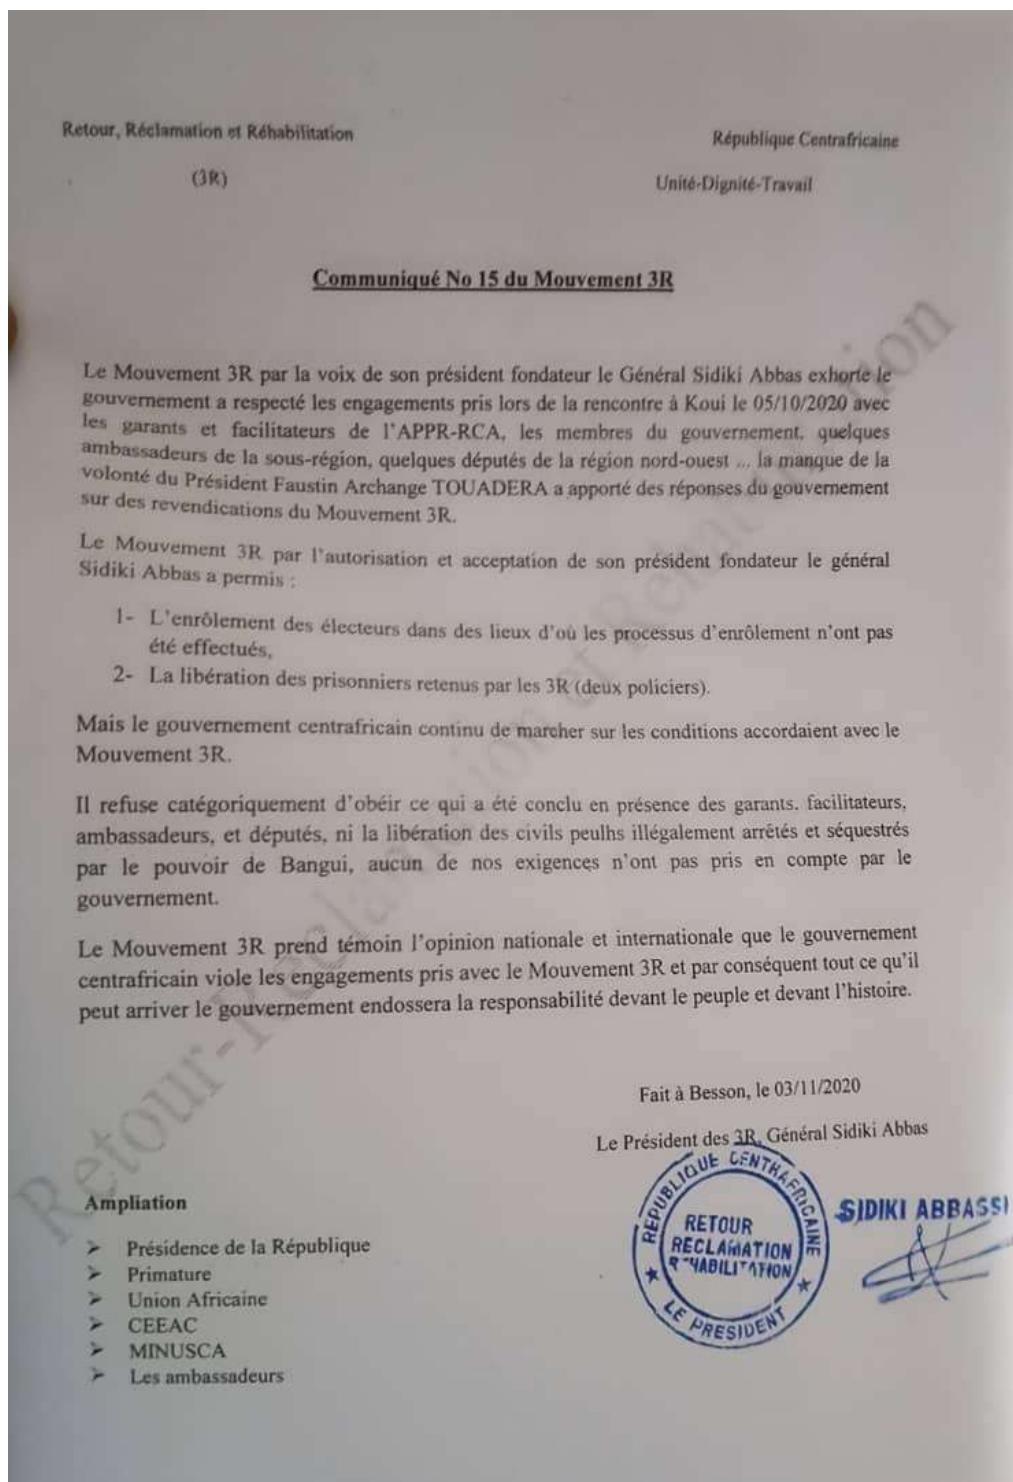 Retour, Réclamation et Réhabilitation
République Centrafricaine
(3R)
Unité-Dignité-Travail
Communiqué No 15 du Mouvement 3R
Le Mouvement 3R par la voix de son président fondateur le Général Sidiki Abbas exhorte le
gouvernement a respecté les engagements pris lors de la rencontre à Koui le 05/10/2020 avec
les garants et facilitateurs de l'APPR-RCA, les membres du gouvernement, quelques
ambassadeurs de la sous-région, quelques députés de la région nord-ouest ... la manque de la
volonté du Président Faustin Archange TOUADERA a apporté des réponses du gouvernement
sur des revendications du Mouvement 3R.
Le Mouvement 3R par l'autorisation et acceptation de son président fondateur le général
Sidiki Abbas a permis :
1- L'enrôlement des électeurs dans des lieux d'où les processus d'enrôlement n'ont pas
été effectués,
2- La libération des prisonniers retenus par les 3R (deux policiers).
Mais le gouvernement centrafricain continu de marcher sur les conditions accordaient avec le
Mouvement 3R.
Il refuse catégoriquement d'obéir ce qui a été conclu en présence des garants. facilitateurs,
ambassadeurs, et députés, ni la libération des civils peulhs illégalement arrêtés et séquestrés
par le pouvoir de Bangui, aucun de nos exigences n'ont pas pris en compte par le
gouvernement.
Le Mouvement 3R prend témoin l'opinion nationale et internationale que le gouvernement
centrafricain viole les engagements pris avec le Mouvement 3R et par conséquent tout ce qu'il
peut arriver le gouvernement endossera la responsabilité devant le peuple et devant l'histoire.
Fait à Besson, le 03/11/2020
Le Président des 3R, Général Sidiki Abbas
REPUBLIQUE CENTRAFRICAINE
RETOUR
RECLAMATION
LE PRESIDENT
SIDIKI ABBASSI
Ampliation
➤ Présidence de la République
➤ Primature
➤ Union Africaine
➤ CEEAC
➤ MINUSCA
➤ Les ambassadeurs